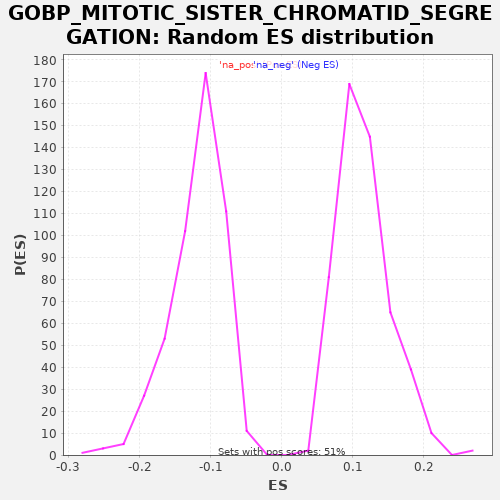 GOBP_MITOTIC_SISTER_CHROMATID_SEGRE
GATION: Random ES distribution
'na_pos' 'na_neg' (Neg ES)
180
170
160
150
140
130
120
110
100
90
80
70
60
50
40
30
20
10
0
P(ES)
Sets with pos scores: 51%
-0.3 -0.2 -0.1 0.0 0.1 0.2
ES